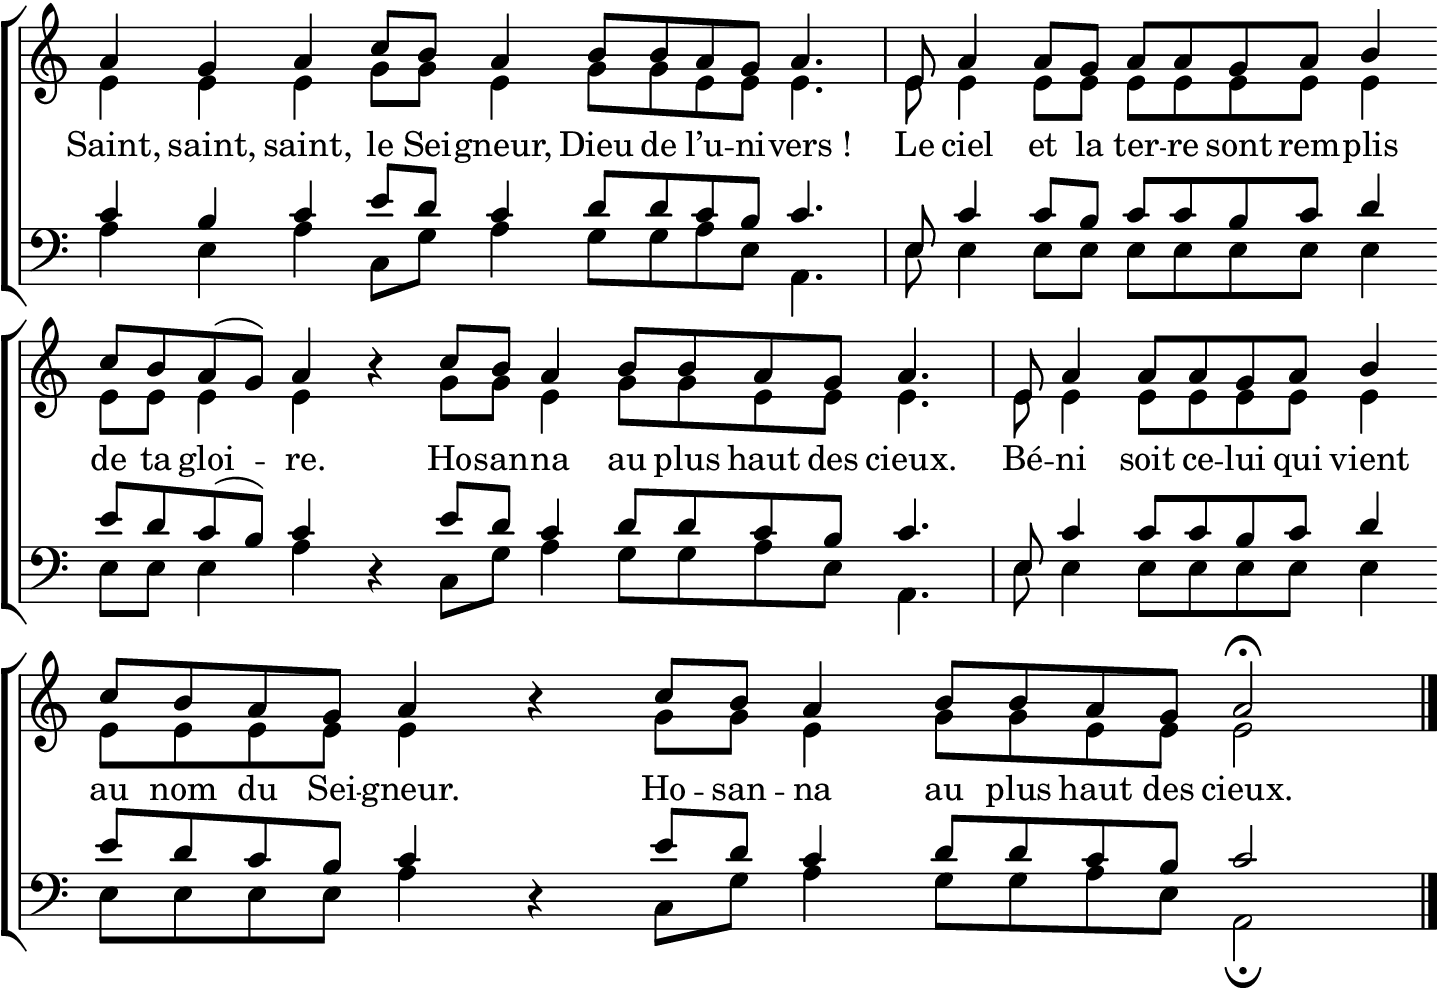 Saint, saint, saint, le Seigneur, Dieu de l’u -- nivers ! Le ciel et la ter -- re sont remplis
de ta gloi -- re. Hosanna au plus haut des cieux. Bé -- ni soit ce -- lui qui vient
au nom du Sei -- gneur. Ho -- san -- na au plus haut des cieux.